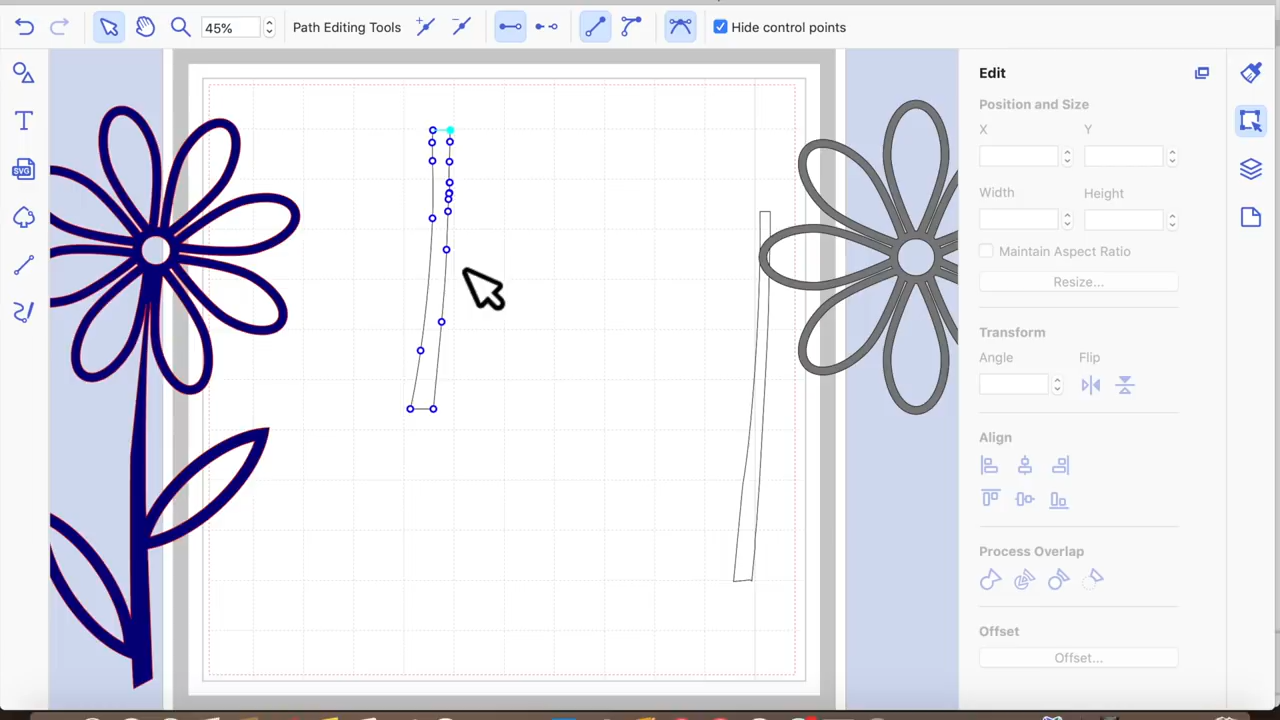 45%
Path Editing Tools
Hide control points
T
SVG
Edit
Position and Size
X
Y
Width
Height
Maintain Aspect Ratio
Resize...
Transform
Angle
Flip
Align
Process Overlap
Offset
Offset...